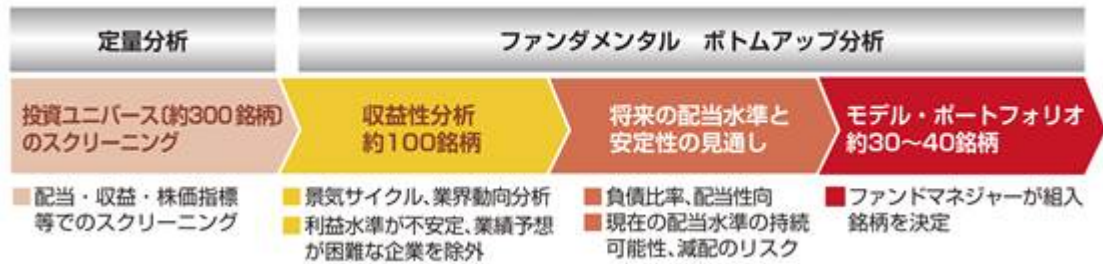 定量分析
ファンダメンタル ボトムアップ分析
投資ユニバース(約300銘柄)
のスクリーニング
収益性分析
約100銘柄
将来の配当水準と
安定性の見通し
モデル・ポートフォリオ
約30～40銘柄
配当・収益・株価指標
等でのスクリーニング
景気サイクル、業界動向分析
利益水準が不安定、業績予想
が困難な企業を除外
負債比率、配当性向
現在の配当水準の持続
可能性、減配のリスク
ファンドマネジャーが組入
銘柄を決定